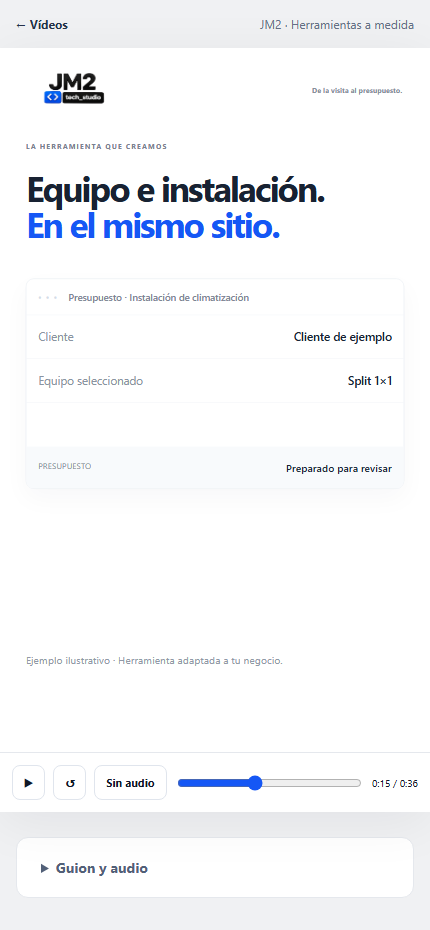 ← Vídeos
JM2 · Herramientas a medida
JM2
<> tech_studio
De la visita al presupuesto.
LA HERRAMIENTA QUE CREAMOS
Equipo e instalación.
En el mismo sitio.
Presupuesto · Instalación de climatización
Cliente
Cliente de ejemplo
Equipo seleccionado
Split 1×1
PRESUPUESTO
Preparado para revisar
Ejemplo ilustrativo · Herramienta adaptada a tu negocio.
Sin audio
0:15 / 0:36
Guion y audio